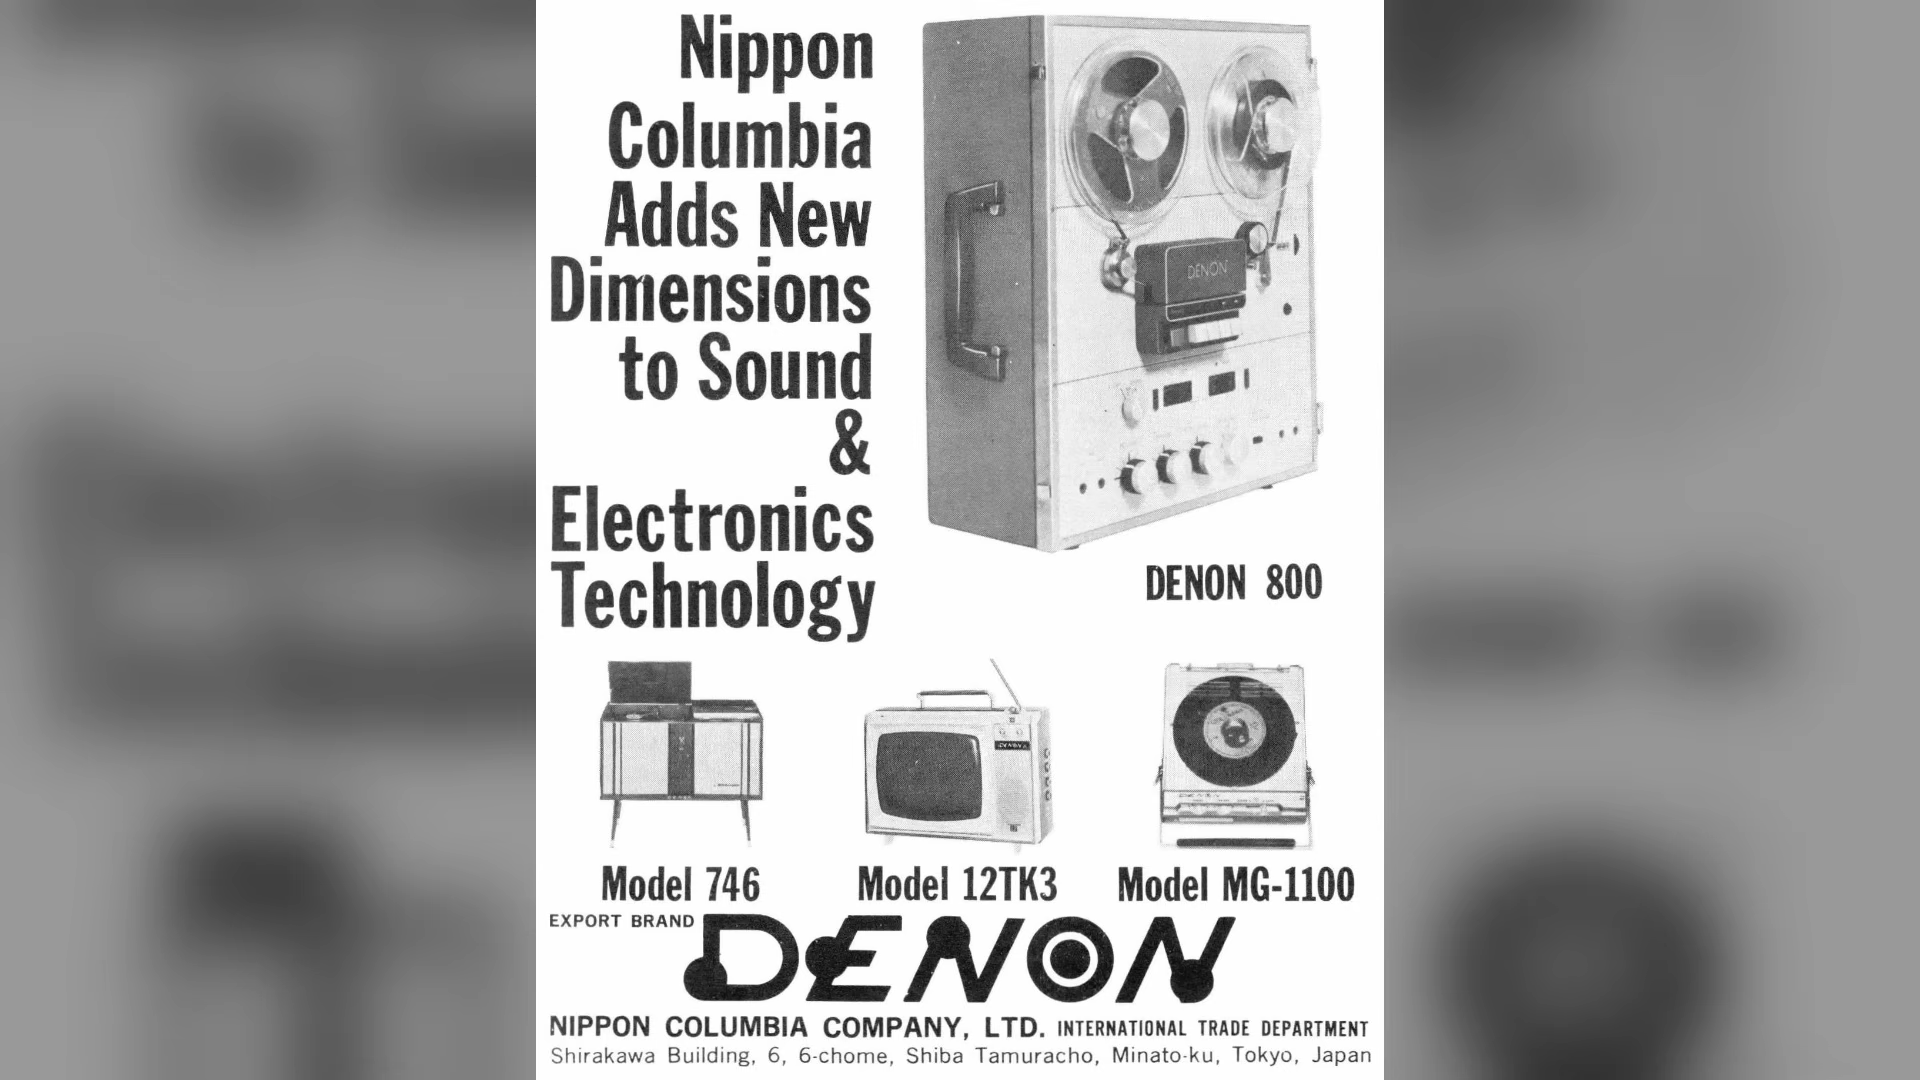 Nippon
Columbia
Adds New
Dimensions
to Sound
&
Electronics
Technology
DENON
DENON 800
DENON
DENON
Model 746
Model 12TK3
Model MG-1100
EXPORT BRAND
DENON
NIPPON COLUMBIA COMPANY, LTD. INTERNATIONAL TRADE DEPARTMENT
Shirakawa Building, 6, 6-chome, Shiba Tamuracho, Minato-ku, Tokyo, Japan